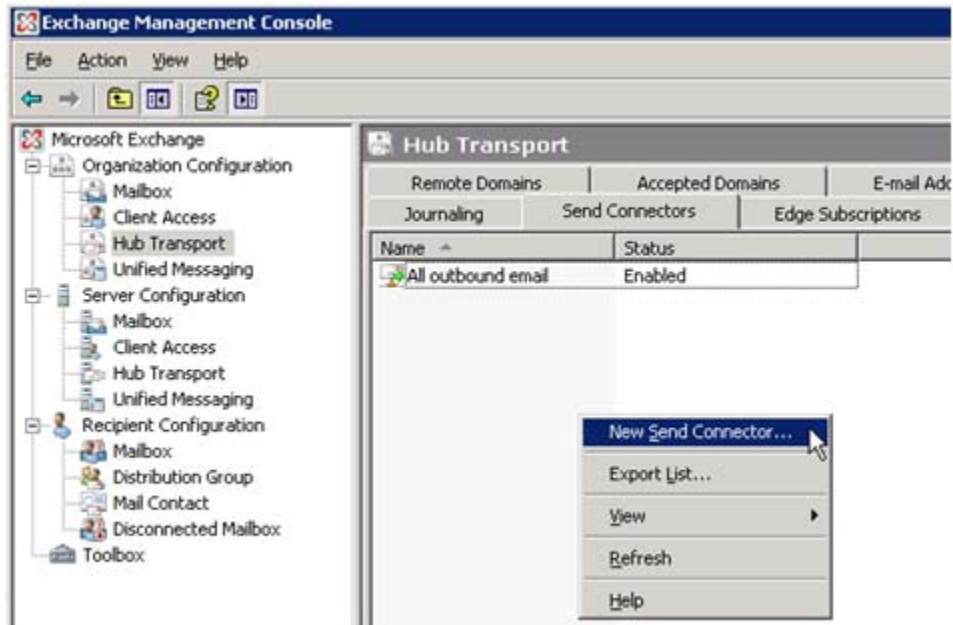 Exchange Management Console
File Action View Help
Microsoft Exchange
Organization Configuration
Mailbox
Client Access
Hub Transport
Unified Messaging
Server Configuration
Mailbox
Client Access
Hub Transport
Unified Messaging
Recipient Configuration
Mailbox
Distribution Group
Mail Contact
Disconnected Mailbox
Toolbox
Hub Transport
Remote Domains Accepted Domains E-mail Add
Journaling Send Connectors Edge Subscriptions
Name Status
All outbound email Enabled
New Send Connector...
Export List...
View
Refresh
Help